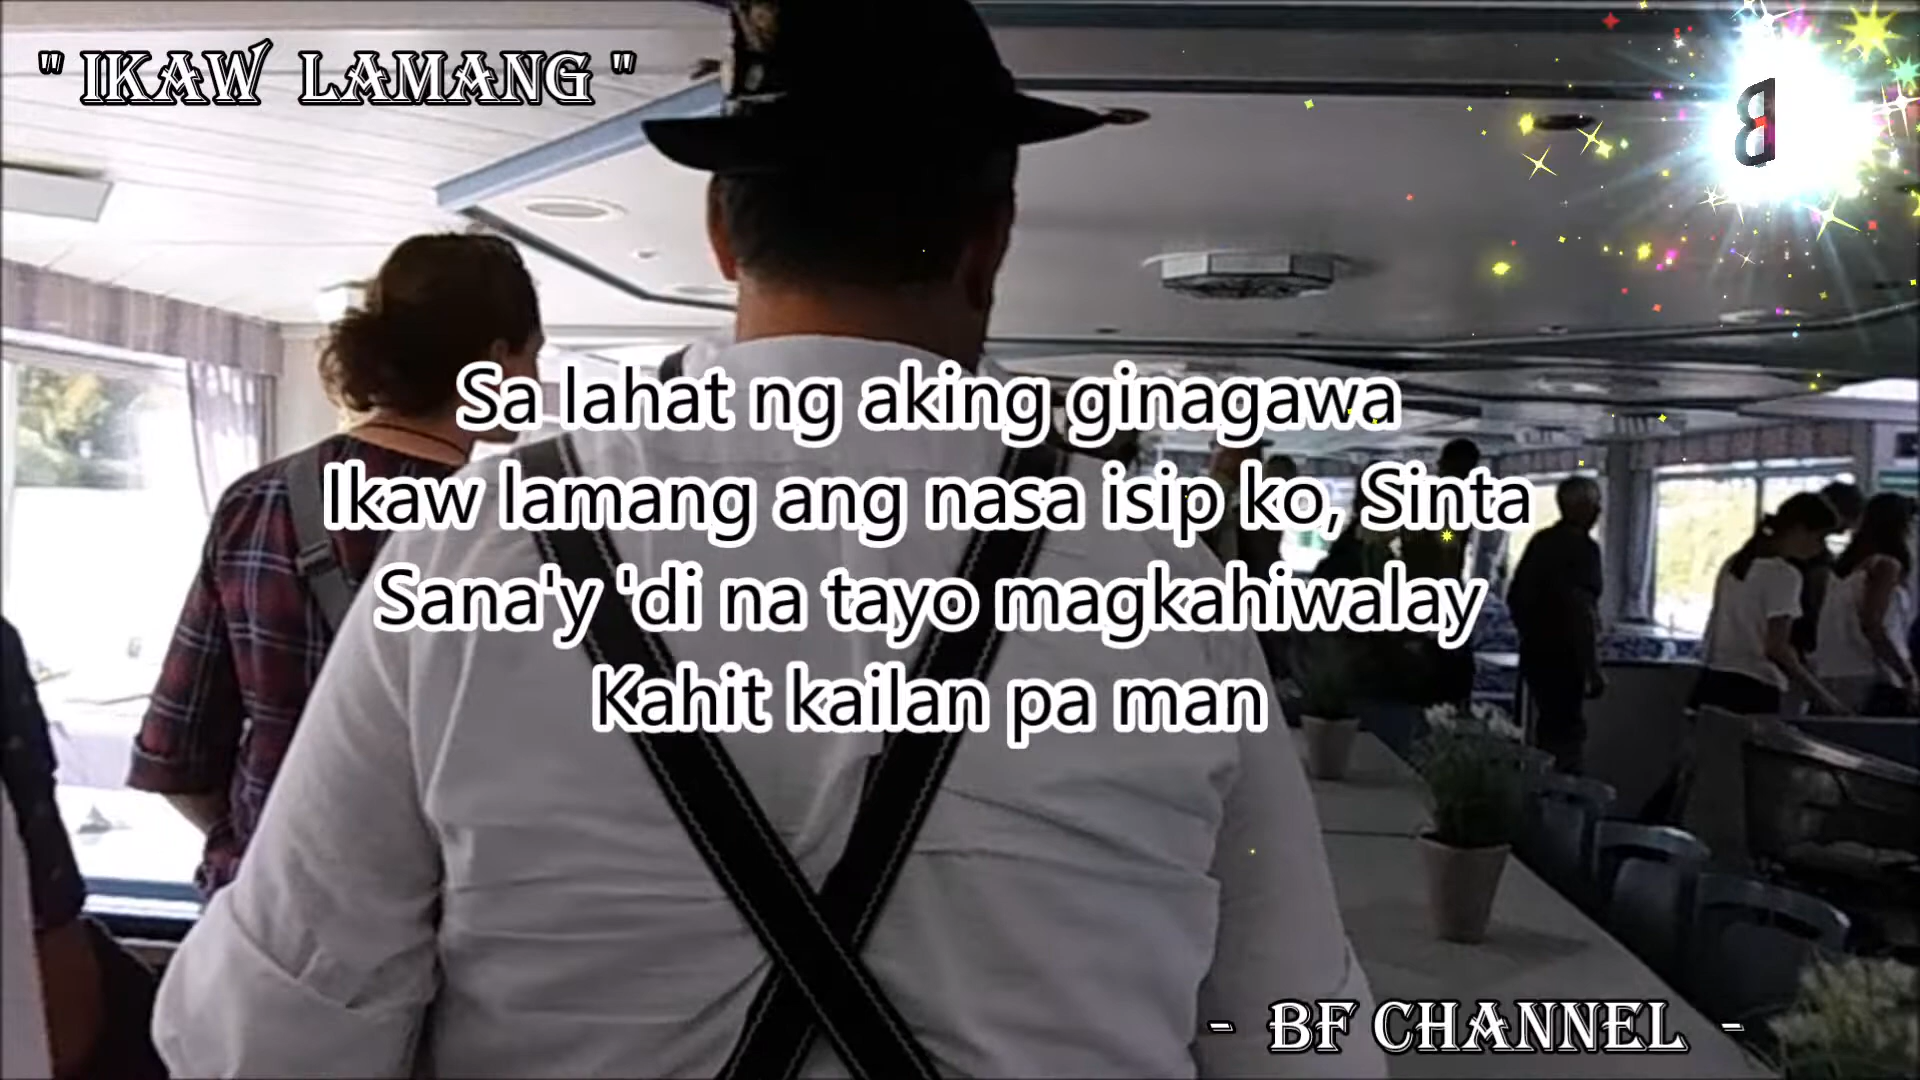 " IKAW LAMANG "
B
Sa lahat ng aking ginagawa
Ikaw lamang ang nasa isip ko, Sinta
Sana'y 'di na tayo magkahiwalay
Kahit kailan pa man
- BF CHANNEL -